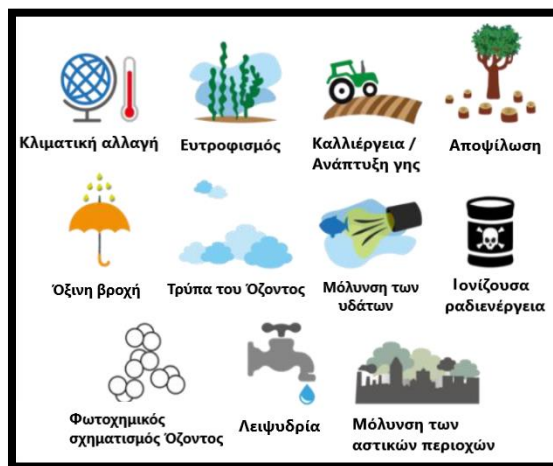 Κλιματική αλλαγή
Ευτροφισμός
Καλλιέργεια /
Ανάπτυξη γης
Αποψίλωση
Όξινη βροχή
Τρύπα του Όζοντος
Μόλυνση των
υδάτων
Ιονίζουσα
ραδιενέργεια
Φωτοχημικός
σχηματισμός Όζοντος
Λειψυδρία
Μόλυνση των
αστικών περιοχών